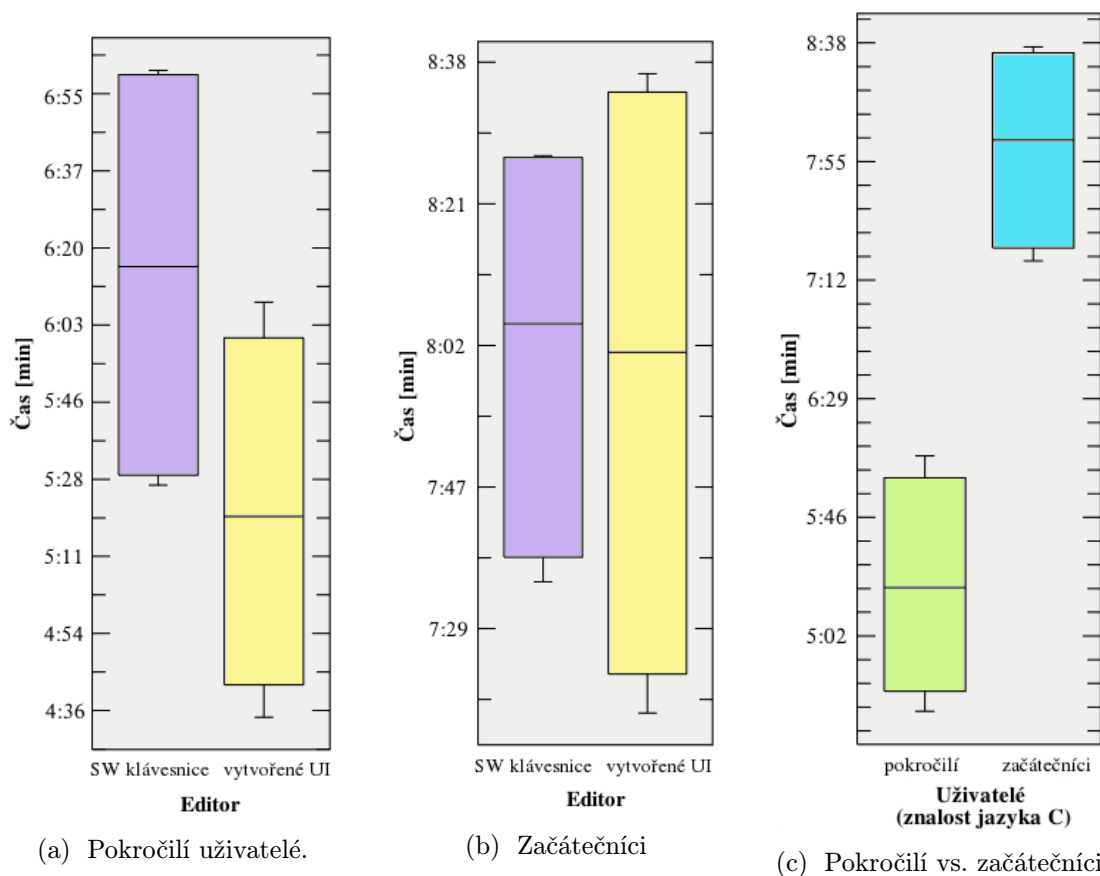 Čas [min]
6:55
6:37
6:20
6:03
5:46
5:28
5:11
4:54
4:36
SW klávesnice vytvořené UI
Editor
(a) Pokročilí uživatelé.
Čas [min]
8:38
8:21
8:02
7:47
7:29
SW klávesnice vytvořené UI
Editor
(b) Začátečníci
Čas [min]
8:38
7:55
7:12
6:29
5:46
5:02
pokročilí začátečníci
Uživatelé
(znalost jazyka C)
(c) Pokročilí vs. začátečníci